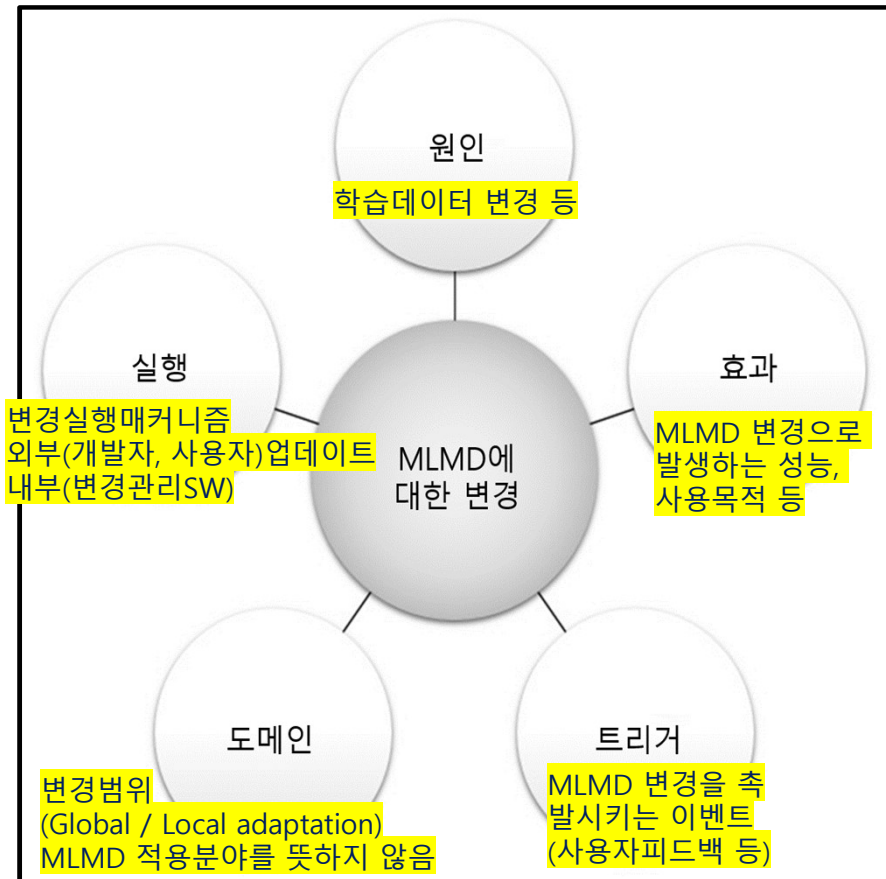 원인
학습데이터 변경 등
실행
변경실행매커니즘
외부(개발자, 사용자)업데이트
내부(변경관리SW)
MLMD에
대한 변경
효과
MLMD 변경으로
발생하는 성능,
사용목적 등
도메인
변경범위
(Global / Local adaptation)
MLMD 적용분야를 뜻하지 않음
트리거
MLMD 변경을 촉
발시키는 이벤트
(사용자피드백 등)